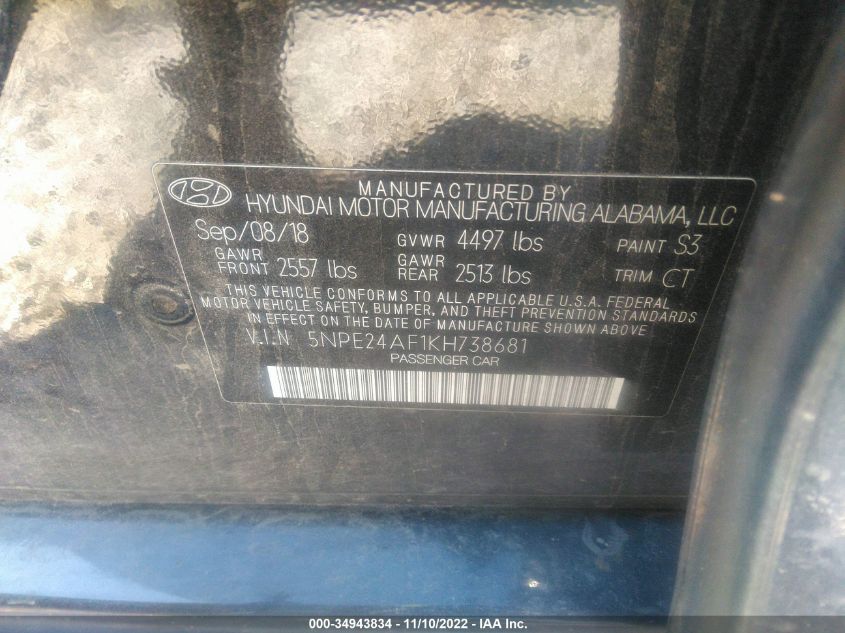 MANUFACTURED BY
HYUNDAI MOTOR MANUFACTURING ALABAMA, LLC
Sep/08/18 GVWR 4497 lbs PAINT S3
GAWR FRONT 2557 lbs GAWR REAR 2513 lbs TRIM CT
THIS VEHICLE CONFORMS TO ALL APPLICABLE U.S.A. FEDERAL
MOTOR VEHICLE SAFETY, BUMPER, AND THEFT PREVENTION STANDARDS
IN EFFECT ON THE DATE OF MANUFACTURE SHOWN ABOVE
V.I.N 5NPE24AF1KH738681
PASSENGER CAR
000-34943834 - 11/10/2022 - IAA Inc.